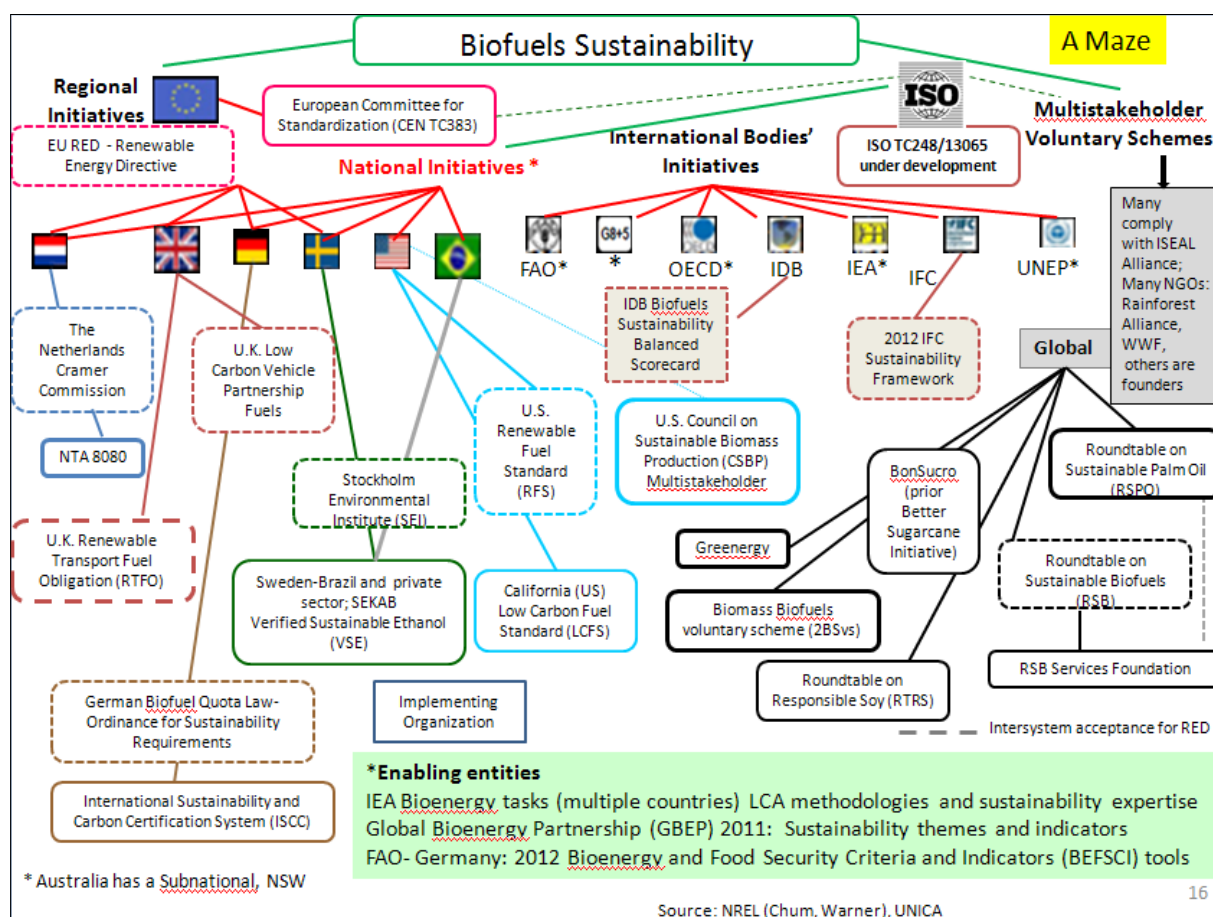 Biofuels Sustainability
A Maze
Regional
Initiatives
European Committee for
Standardization (CEN TC383)
ISO
Multistakeholder
Voluntary Schemes
EU RED - Renewable
Energy Directive
National Initiatives *
International Bodies'
Initiatives
ISO TC248/13065
under development
G8+5
OECD
IFC
FAO*
*
OECD*
IDB
IEA*
IFC
UNEP*
Many
comply
with ISEAL
Alliance;
Many NGOs:
Rainforest
Alliance,
WWF,
others are
founders
The
Netherlands
Cramer
Commission
U.K. Low
Carbon Vehicle
Partnership
Fuels
IDB Biofuels
Sustainability
Balanced
Scorecard
2012 IFC
Sustainability
Framework
Global
NTA 8080
U.S.
Renewable
Fuel
Standard
(RFS)
U.S. Council on
Sustainable Biomass
Production (CSBP)
Multistakeholder
BonSucro
(prior
Better
Sugarcane
Initiative)
Roundtable on
Sustainable Palm Oil
(RSPO)
Stockholm
Environmental
Institute (SEI)
U.K. Renewable
Transport Fuel
Obligation (RTFO)
Greenergy
Roundtable on
Sustainable Biofuels
(RSB)
Sweden-Brazil and private
sector; SEKAB
Verified Sustainable Ethanol
(VSE)
California (US)
Low Carbon Fuel
Standard (LCFS)
Biomass Biofuels
voluntary scheme (2BSvs)
RSB Services Foundation
Roundtable on
Responsible Soy (RTRS)
German Biofuel Quota Law-
Ordinance for Sustainability
Requirements
Implementing
Organization
Intersystem acceptance for RED
International Sustainability and
Carbon Certification System (ISCC)
*Enabling entities
IEA Bioenergy tasks (multiple countries) LCA methodologies and sustainability expertise
Global Bioenergy Partnership (GBEP) 2011: Sustainability themes and indicators
FAO- Germany: 2012 Bioenergy and Food Security Criteria and Indicators (BEFSCI) tools
* Australia has a Subnational, NSW
16
Source: NREL (Chum, Warner), UNICA